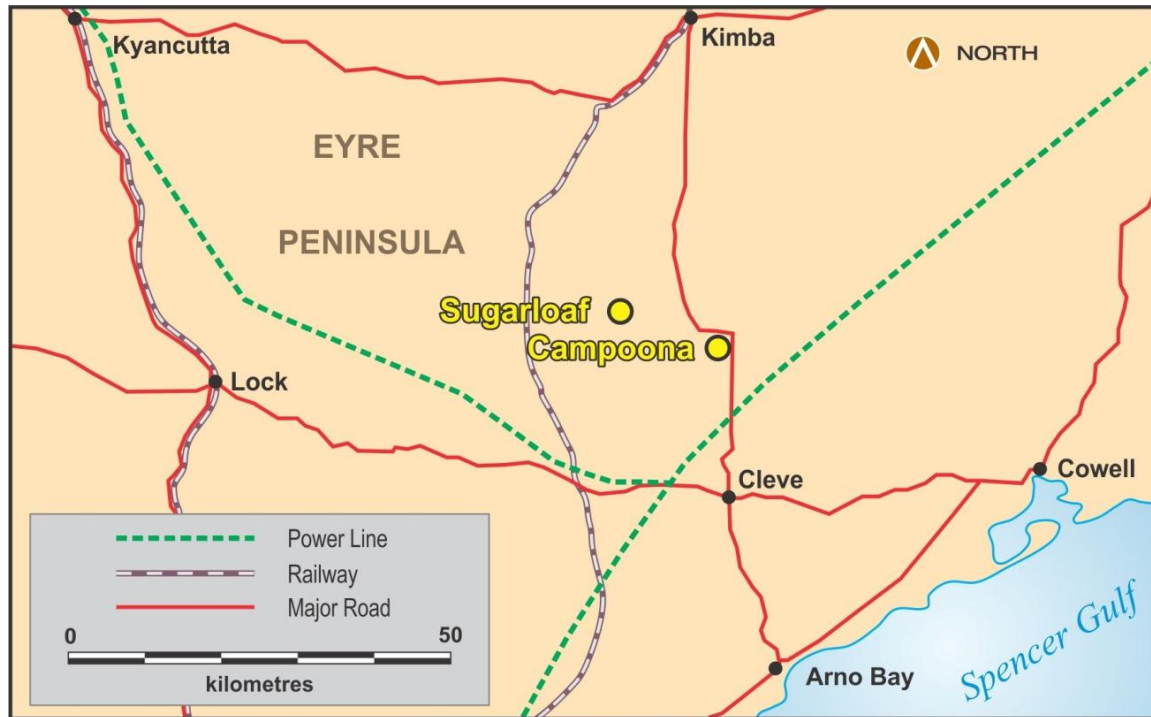 Kyancutta
Kimba
NORTH
EYRE
PENINSULA
Sugarloaf
Campoona
Lock
Cleve
Cowell
Power Line
Railway
Major Road
0 50
kilometres
Arno Bay
Spencer Gulf